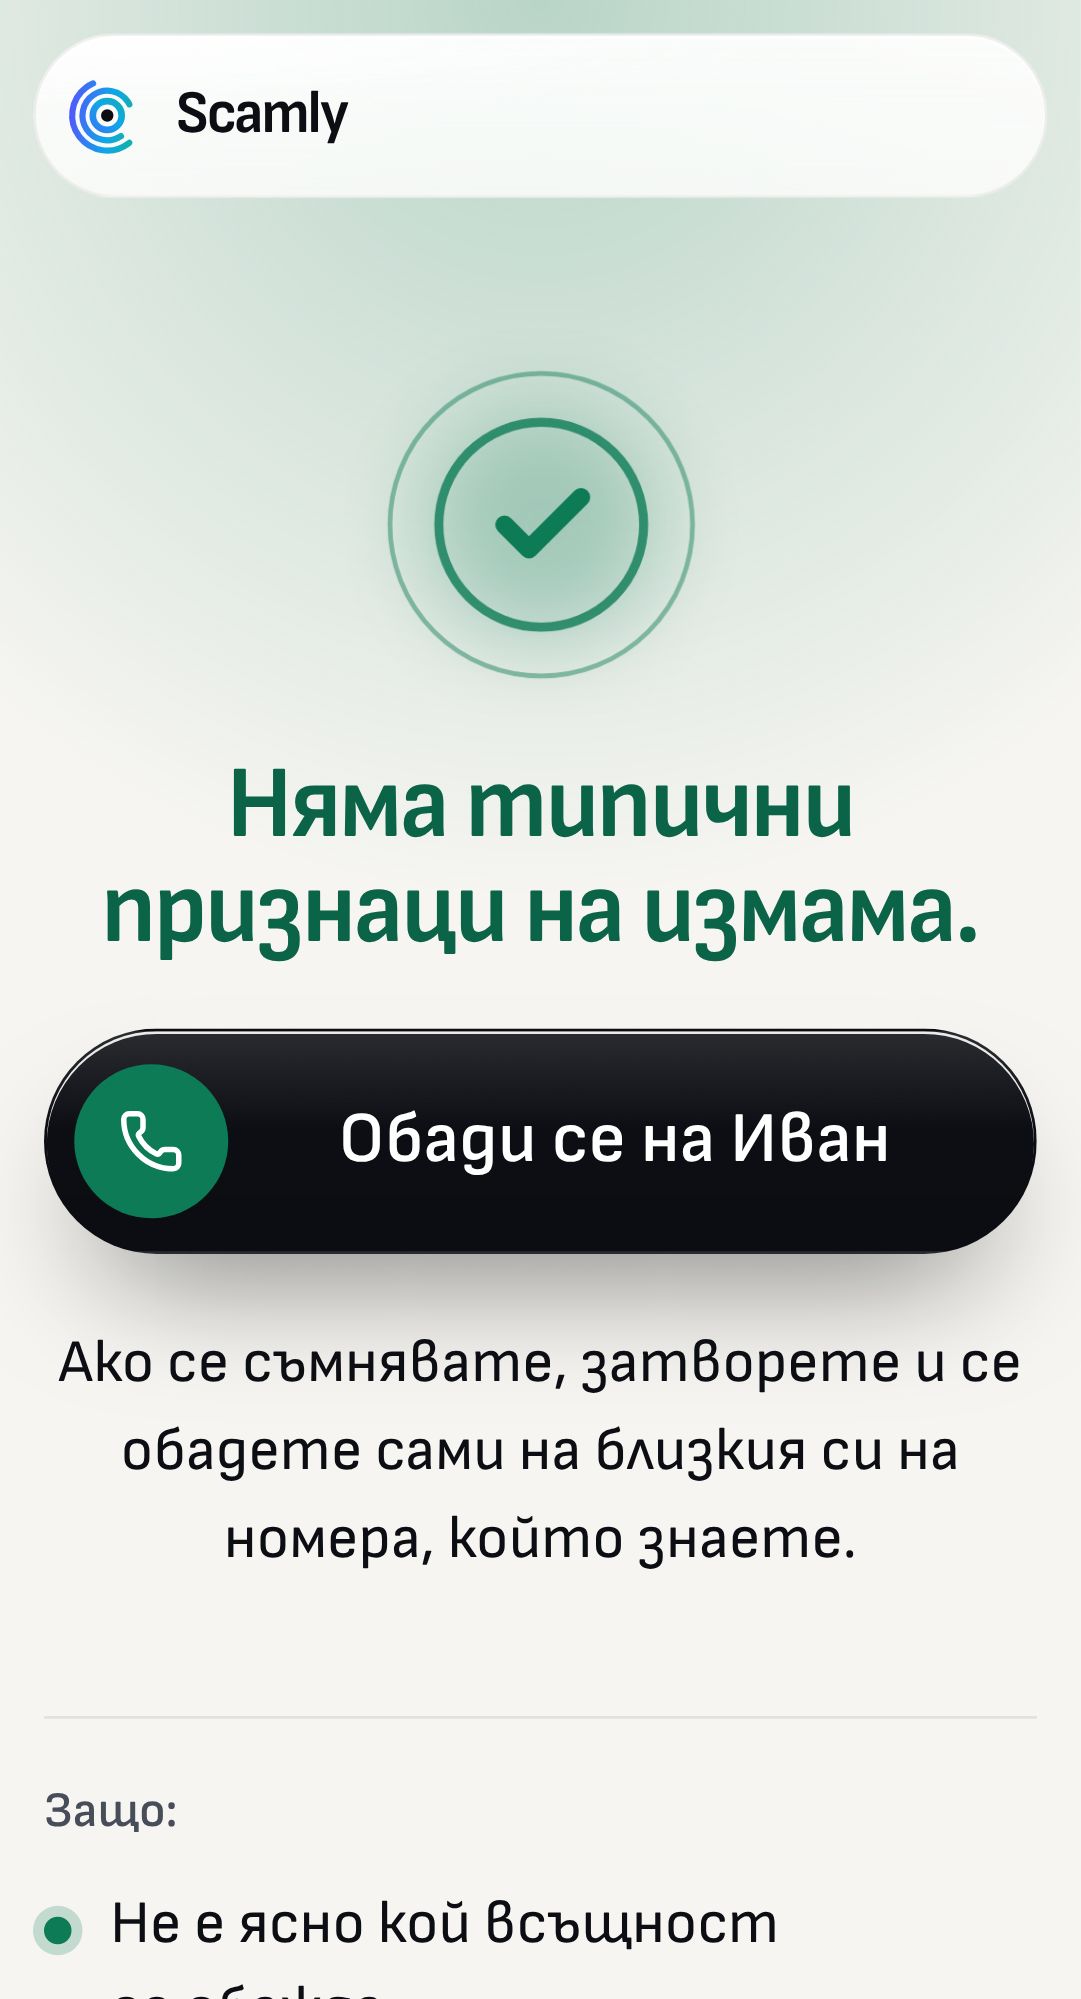 Scamly
Няма типични
признаци на измама.
Обади се на Иван
Ако се съмнявате, затворете и се
обадете сами на близкия си на
номера, който знаете.
Защо:
Не е ясно кой всъщност